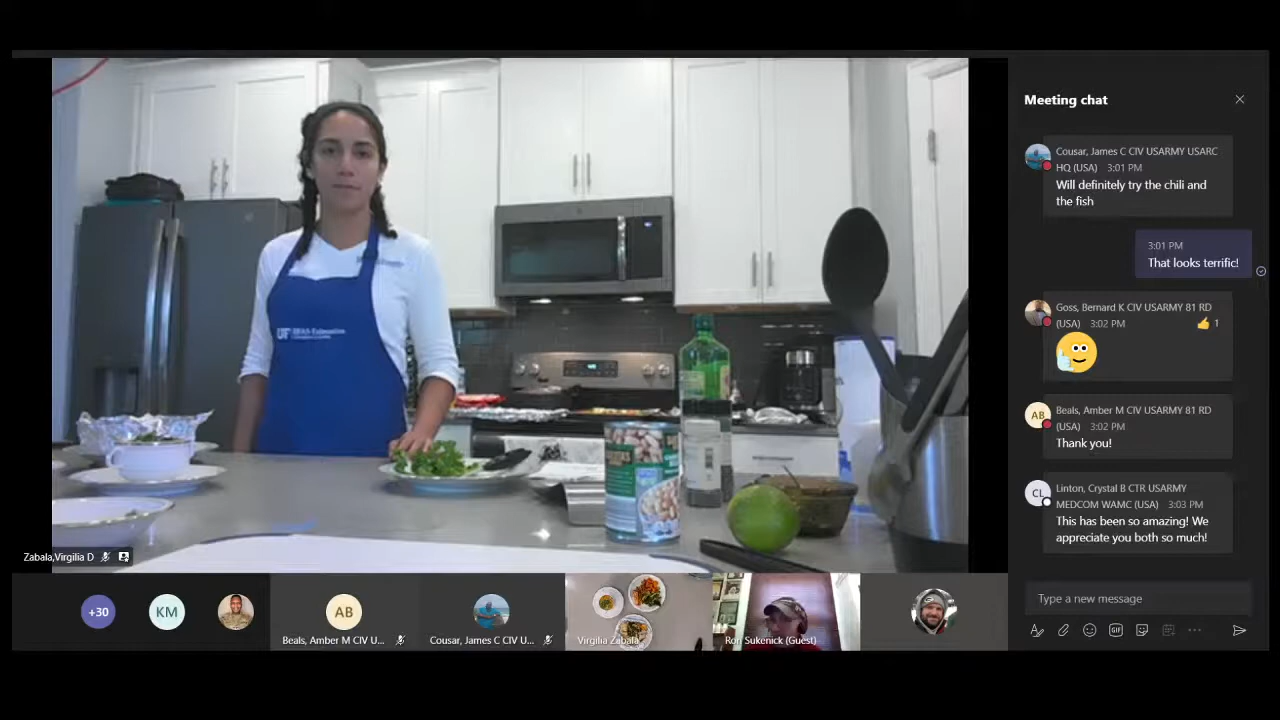 Meeting chat
Cousar, James C CIV USARMY USARC
HQ (USA) 3:01 PM
Will definitely try the chili and
the fish
3:01 PM
That looks terrific!
Goss, Bernard K CIV USARMY 81 RD
(USA) 3:02 PM
1
AB
Beals, Amber M CIV USARMY 81 RD
(USA) 3:02 PM
Thank you!
CL
Linton, Crystal B CTR USARMY
MEDCOM WAMC (USA) 3:03 PM
This has been so amazing! We
appreciate you both so much!
Type a new message
GIF
UF IFAS Extension
Zabala,Virgilia D
+30
KM
AB
Beals, Amber M CIV U...
Cousar, James C CIV U...
Virgilia Zabala
Ron Sukenick (Guest)